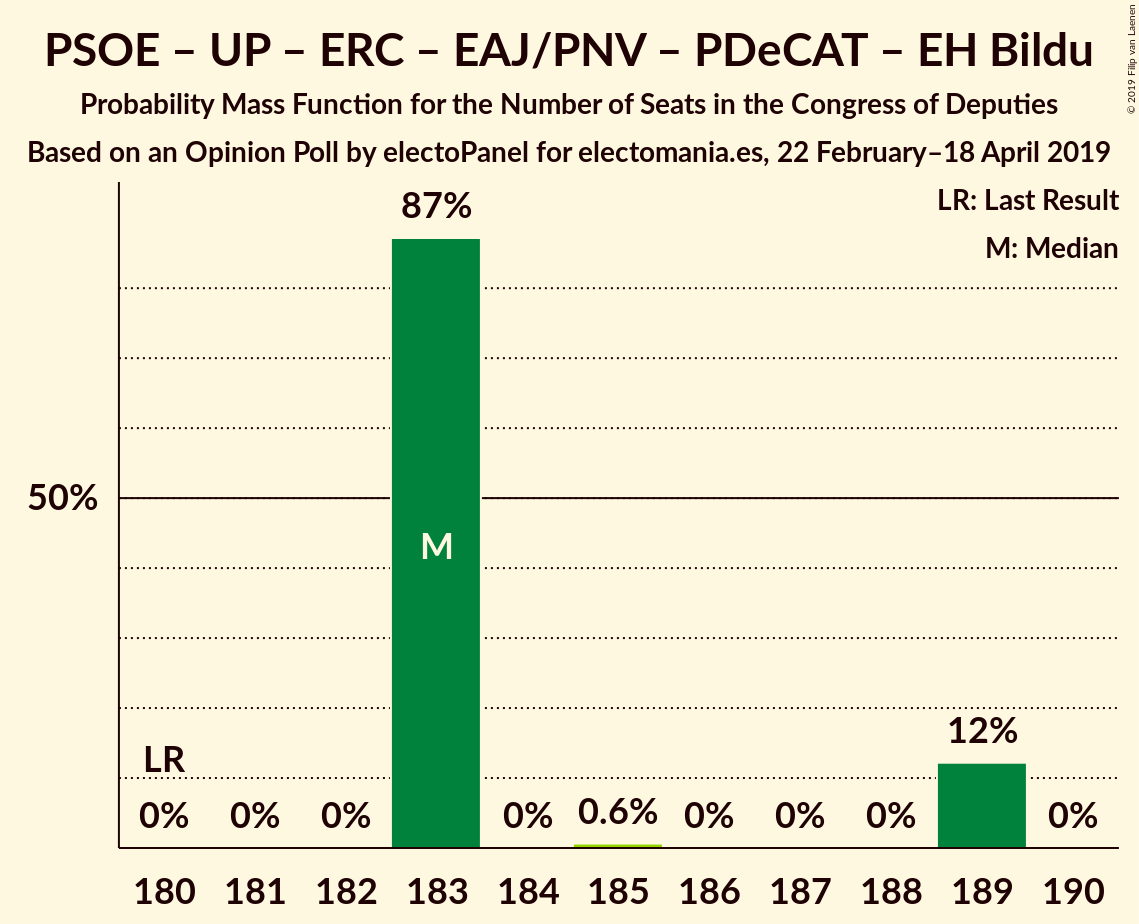 PSOE – UP – ERC – EAJ/PNV – PDeCAT – EH Bildu
Probability Mass Function for the Number of Seats in the Congress of Deputies
Based on an Opinion Poll by electoPanel for electomania.es, 22 February–18 April 2019
© 2019 Filip van Laenen
LR: Last Result
M: Median
87%
50%
M
LR
12%
0% 0% 0% 0% 0.6% 0% 0% 0% 0%
180 181 182 183 184 185 186 187 188 189 190